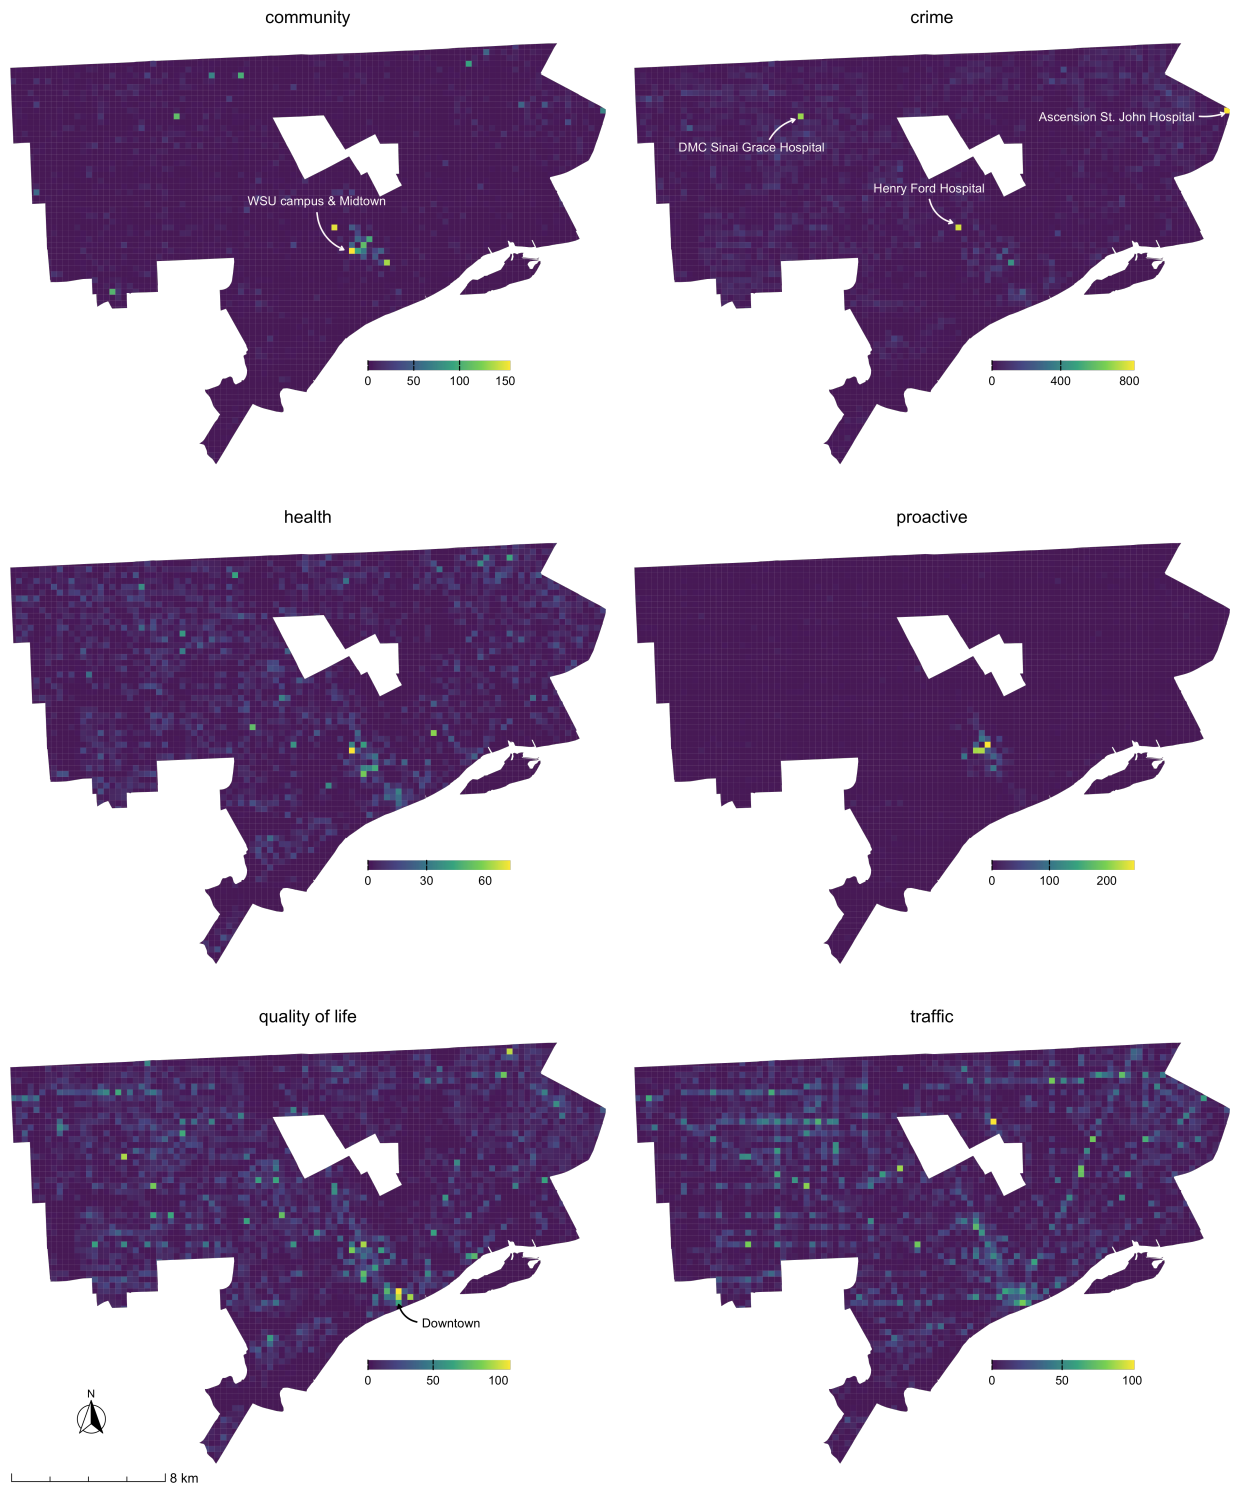 community
crime
Ascension St. John Hospital
DMC Sinai Grace Hospital
Henry Ford Hospital
WSU campus & Midtown
0 50 100 150
0 400 800
health
proactive
0 30 60
0 100 200
quality of life
traffic
Downtown
0 50 100
0 50 100
N
8 km